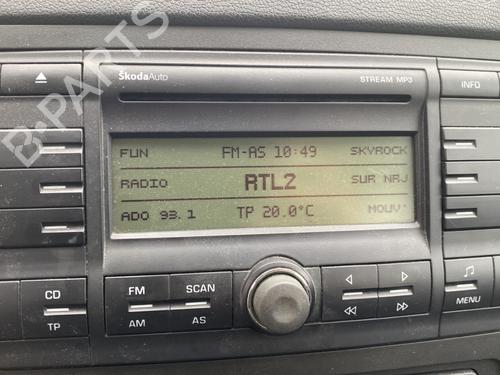 ŠkodaAuto
STREAM MP3
INFO
FUN FM-AS 10:49 SKYROCK
RADIO RTL2 SUR NRJ
ADO 93.1 TP 20.0°C MOUV'
CD
TP
FM
AM
SCAN
AS
MENU
B-PARTS